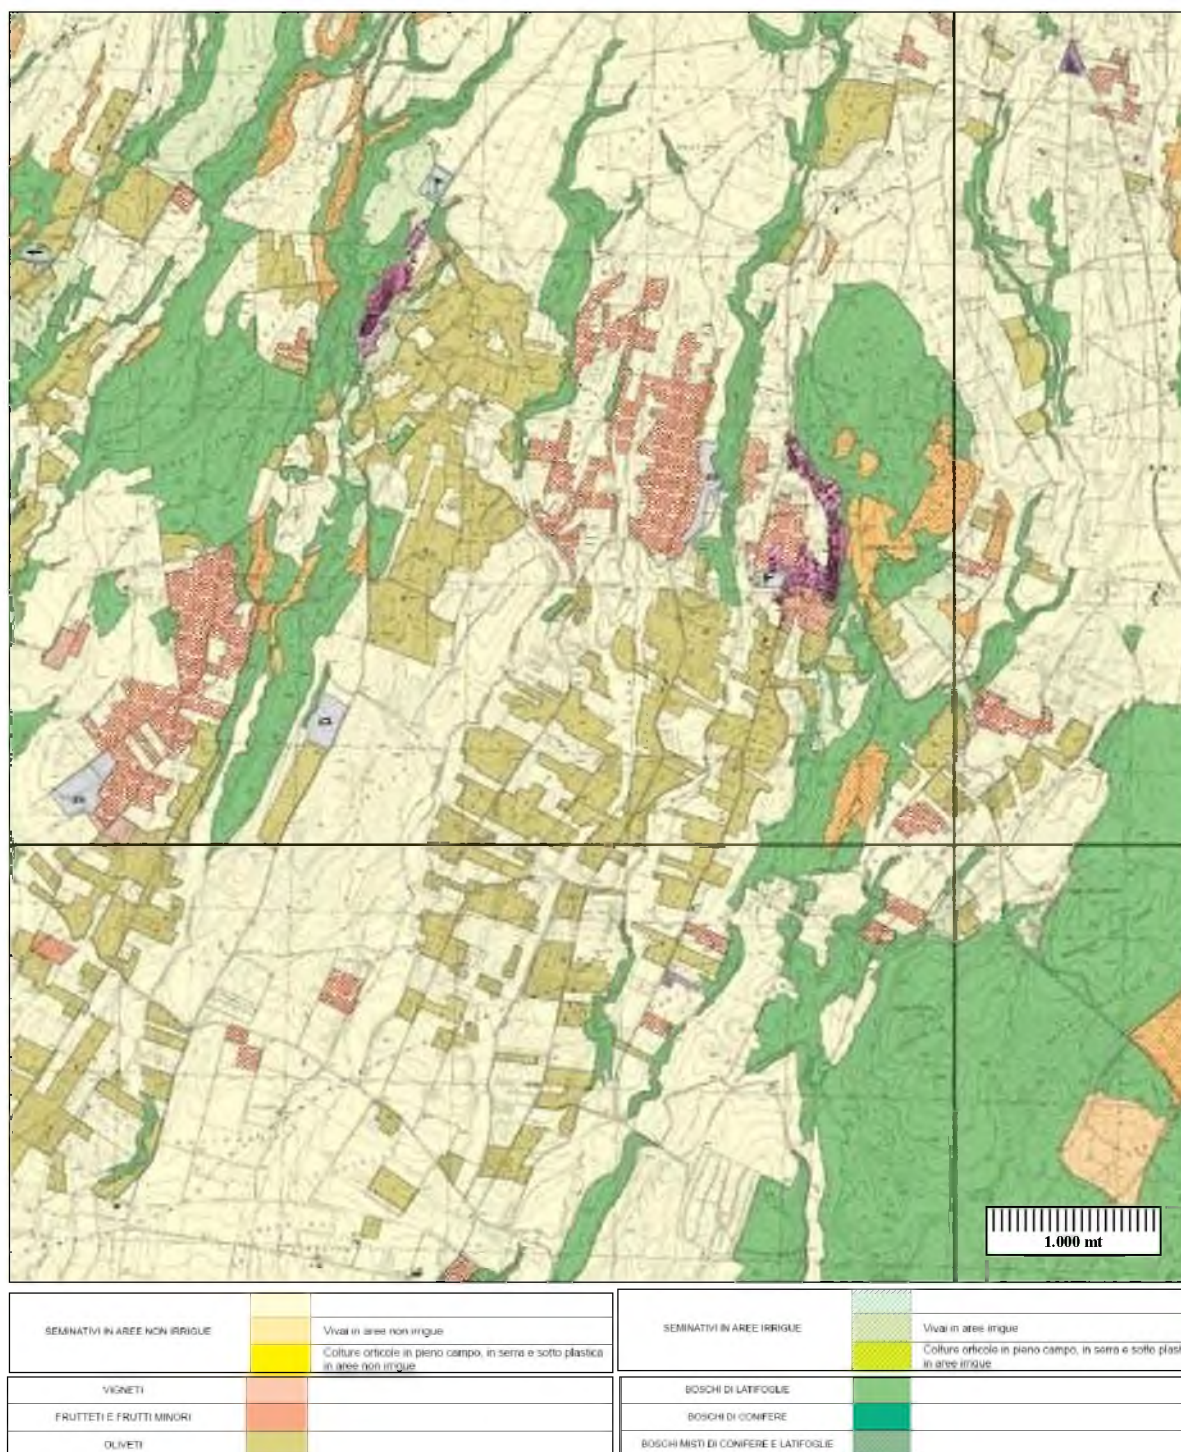 1.000 mt
SEMINATIVI IN AREE NON IRRIGUE
Vivai in aree non irrigue
Colture orticole in pieno campo, in serra e sotto plastica
in aree non irrigue
SEMINATIVI IN AREE IRRIGUE
Vivai in aree irrigue
Colture orticole in pieno campo, in serra e sotto plast
in aree irrigue
VIGNETI
FRUTTETI E FRUTTI MINORI
OLIVETI
BOSCHI DI LATIFOGLIE
BOSCHI DI CONIFERE
BOSCHI MISTI DI CONIFERE E LATIFOGLIE